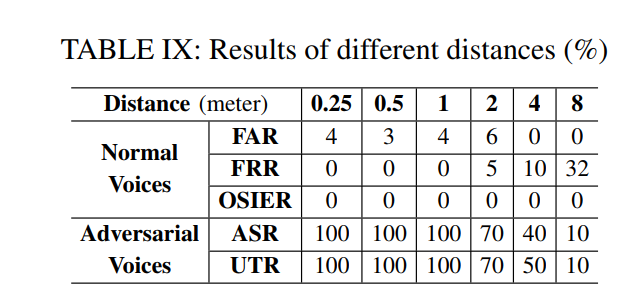 TABLE IX: Results of different distances (%)
Distance (meter) 0.25 0.5 1 2 4 8
Normal Voices FAR 4 3 4 6 0 0
FRR 0 0 0 5 10 32
OSIER 0 0 0 0 0 0
Adversarial Voices ASR 100 100 100 70 40 10
UTR 100 100 100 70 50 10